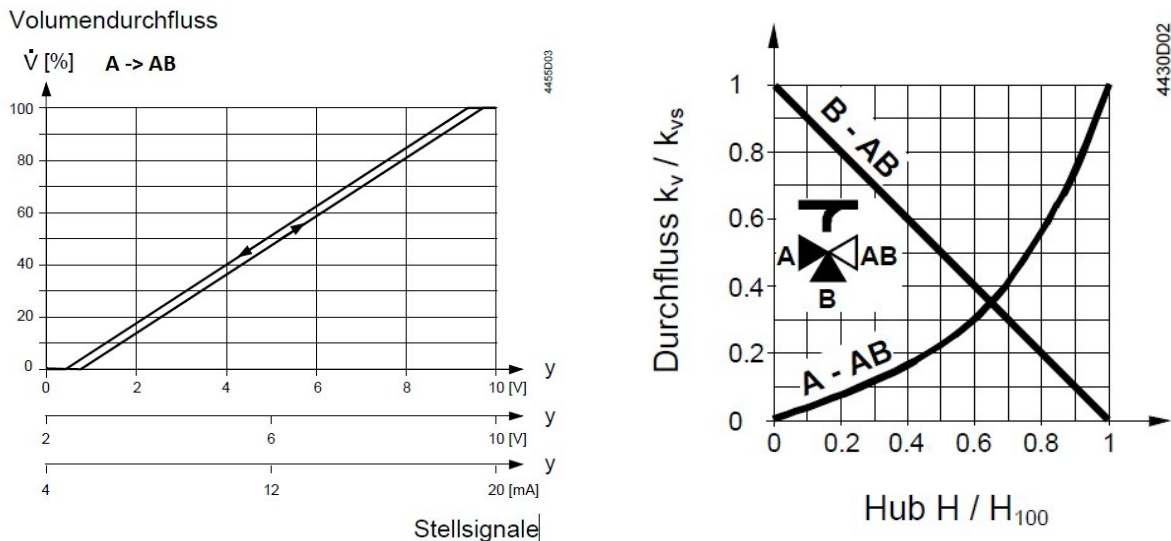 Volumendurchfluss
V̇ [%] A -> AB
4455D03
100
80
60
40
20
0
0 2 4 6 8 10 [V] y
2 6 10 [V] y
4 12 20 [mA] y
Stellsignale
4430D02
Durchfluss kv / kvs
1
0.8
0.6
0.4
0.2
0
B - AB
A AB
B
A - AB
0 0.2 0.4 0.6 0.8 1
Hub H / H100